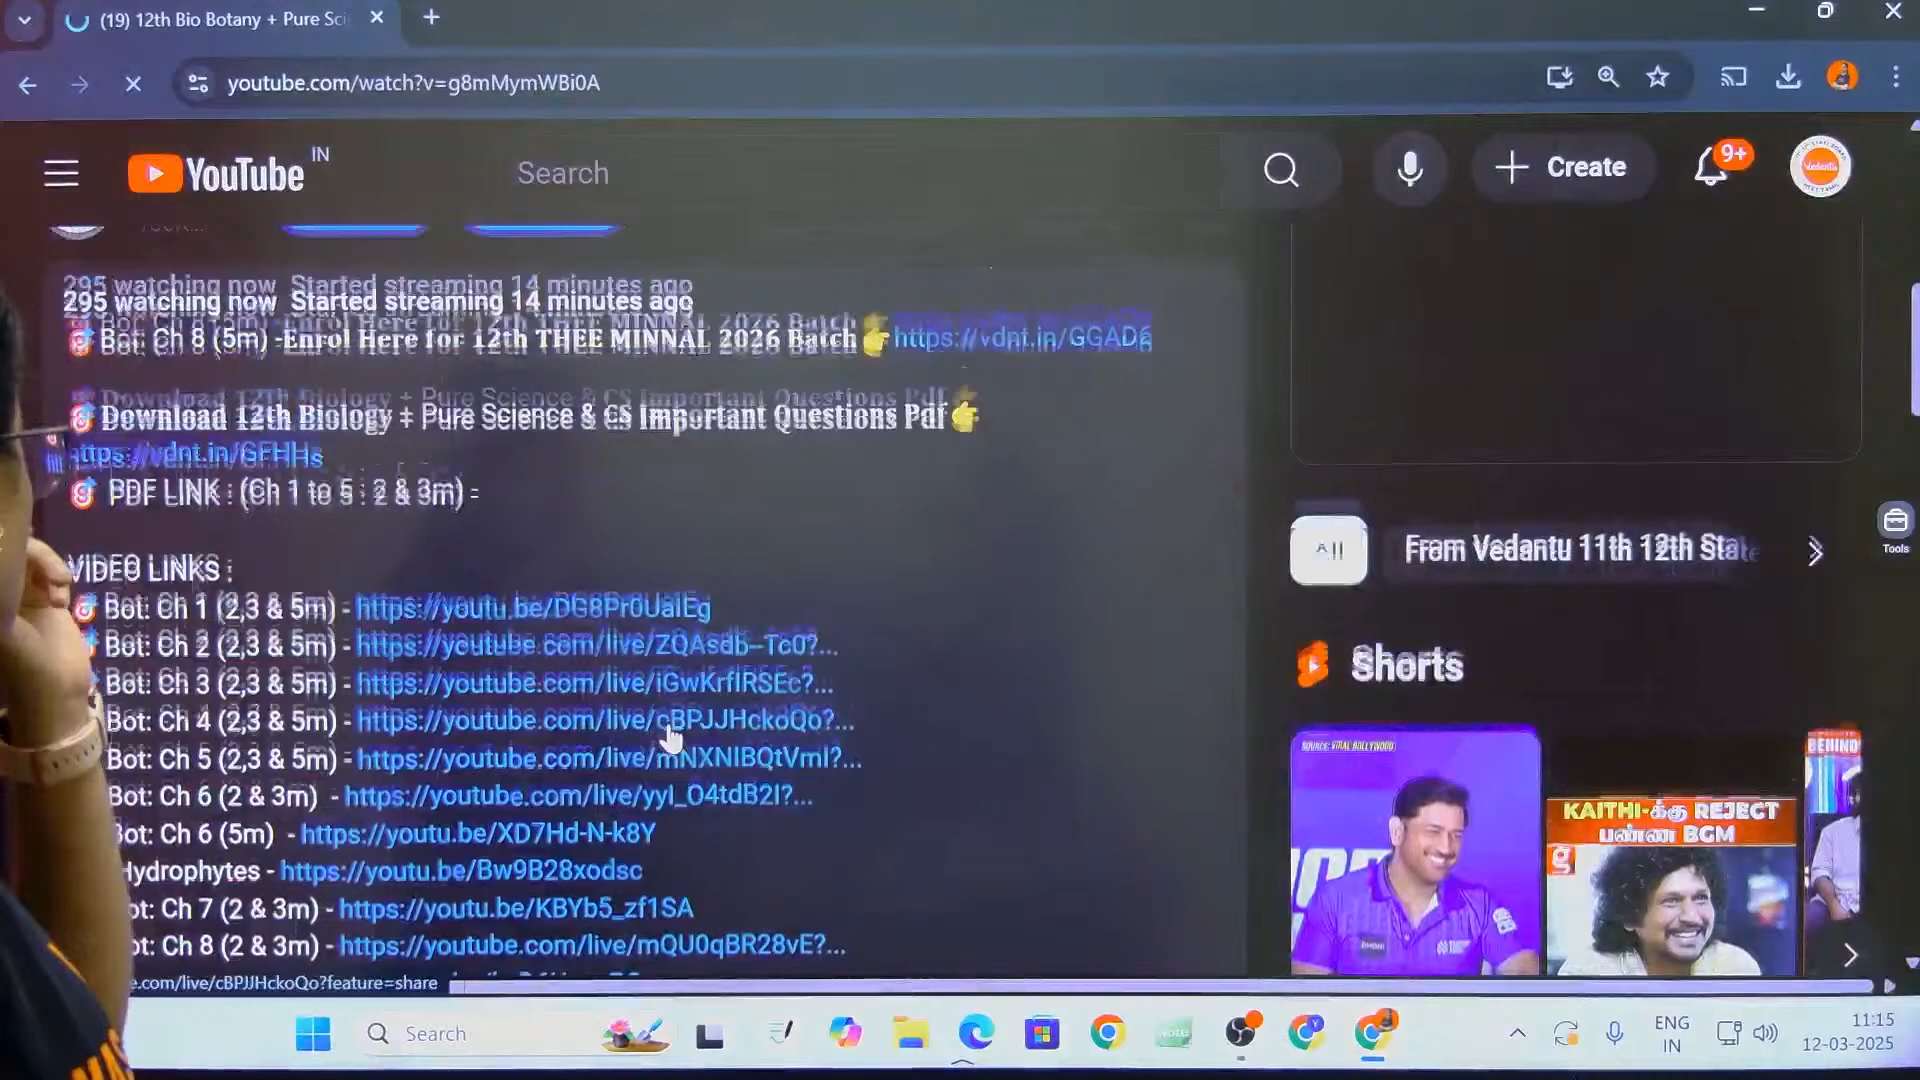 (19) 12th Bio Botany + Pure Sci
youtube.com/watch?v=g8mMymWBi0A
YouTube IN
Search
Create
9+
Vedantu
295 watching now Started streaming 14 minutes ago
Bot: Ch 8 (5m) - Enrol Here for 12th THEE MINNAL 2026 Batch https://vdnt.in/GGAD6
Download 12th Biology + Pure Science & CS Important Questions Pdf
https://vdnt.in/GFHHs
PDF LINK : (Ch 1 to 5 : 2 & 3m) -
VIDEO LINKS :
Bot: Ch 1 (2,3 & 5m) - https://youtu.be/DG8Pr0UalEg
Bot: Ch 2 (2,3 & 5m) - https://youtube.com/live/ZQAsdb--Tc0?...
Bot: Ch 3 (2,3 & 5m) - https://youtube.com/live/iGwKrflRSEc?...
Bot: Ch 4 (2,3 & 5m) - https://youtube.com/live/cBPJJHckoQo?...
Bot: Ch 5 (2,3 & 5m) - https://youtube.com/live/mNXNIBQtVmI?...
Bot: Ch 6 (2 & 3m) - https://youtube.com/live/yyl_O4tdB2I?...
Bot: Ch 6 (5m) - https://youtu.be/XD7Hd-N-k8Y
Hydrophytes - https://youtu.be/Bw9B28xodsc
ot: Ch 7 (2 & 3m) - https://youtu.be/KBYb5_zf1SA
ot: Ch 8 (2 & 3m) - https://youtube.com/live/mQU0qBR28vE?...
e.com/live/cBPJJHckoQo?feature=share
All
From Vedantu 11th 12th State
Tools
Shorts
SOURCE: VIRAL BOLLYWOOD
KAITHI-க்கு REJECT
பண்ண BGM
BEHIND
Search
ENG
IN
11:15
12-03-2025